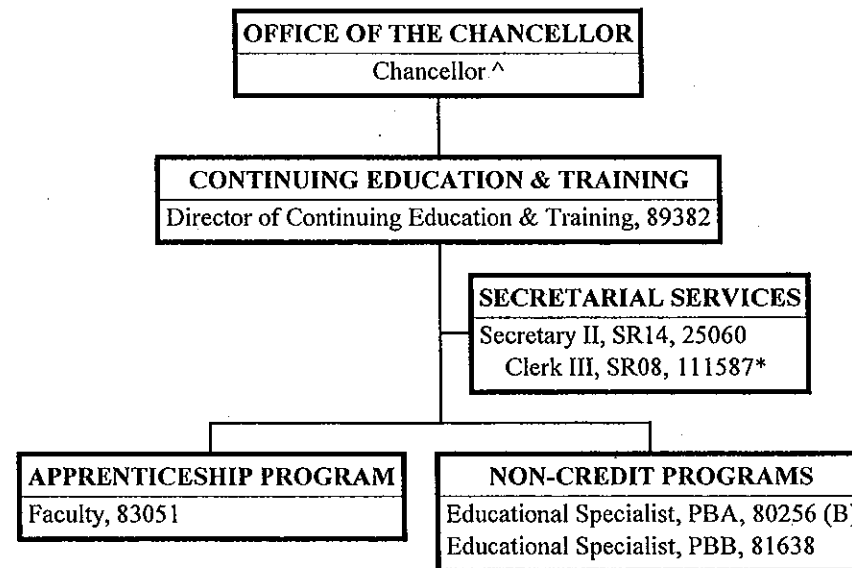 OFFICE OF THE CHANCELLOR
Chancellor ^
CONTINUING EDUCATION & TRAINING
Director of Continuing Education & Training, 89382
SECRETARIAL SERVICES
Secretary II, SR14, 25060
Clerk III, SR08, 111587*
APPRENTICESHIP PROGRAM
Faculty, 83051
NON-CREDIT PROGRAMS
Educational Specialist, PBA, 80256 (B)
Educational Specialist, PBB, 81638